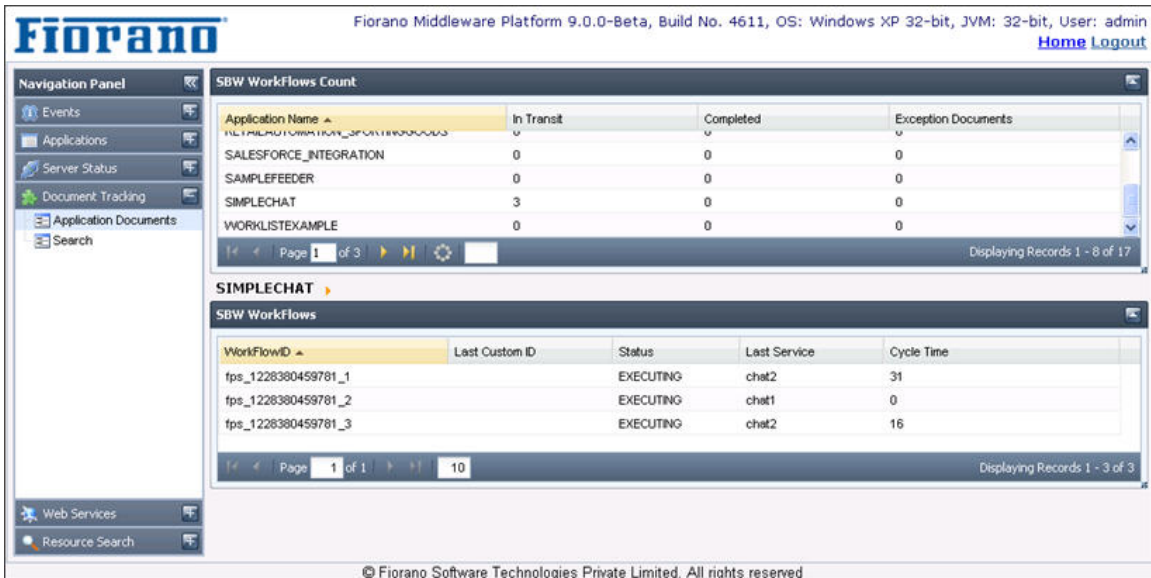 Fiorano
Fiorano Middleware Platform 9.0.0-Beta, Build No. 4611, OS: Windows XP 32-bit, JVM: 32-bit, User: admin
Home Logout
Navigation Panel
Events
Applications
Server Status
Document Tracking
Application Documents
Search
Web Services
Resource Search
SBW WorkFlows Count
Application Name In Transit Completed Exception Documents
RETAILAUTOMATION_SPORTINGGOODS 0 0 0
SALESFORCE_INTEGRATION 0 0 0
SAMPLEFEEDER 0 0 0
SIMPLECHAT 3 0 0
WORKLISTEXAMPLE 0 0 0
Page 1 of 3 Displaying Records 1 - 8 of 17
SIMPLECHAT
SBW WorkFlows
WorkFlowID Last Custom ID Status Last Service Cycle Time
fps_1228380459781_1 EXECUTING chat2 31
fps_1228380459781_2 EXECUTING chat1 0
fps_1228380459781_3 EXECUTING chat2 16
Page 1 of 1 10 Displaying Records 1 - 3 of 3
© Fiorano Software Technologies Private Limited. All rights reserved